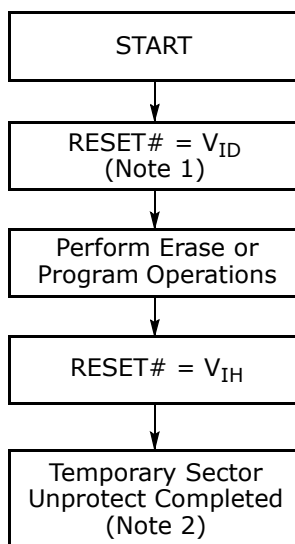 START
RESET# = VID
(Note 1)
Perform Erase or
Program Operations
RESET# = VIH
Temporary Sector
Unprotect Completed
(Note 2)